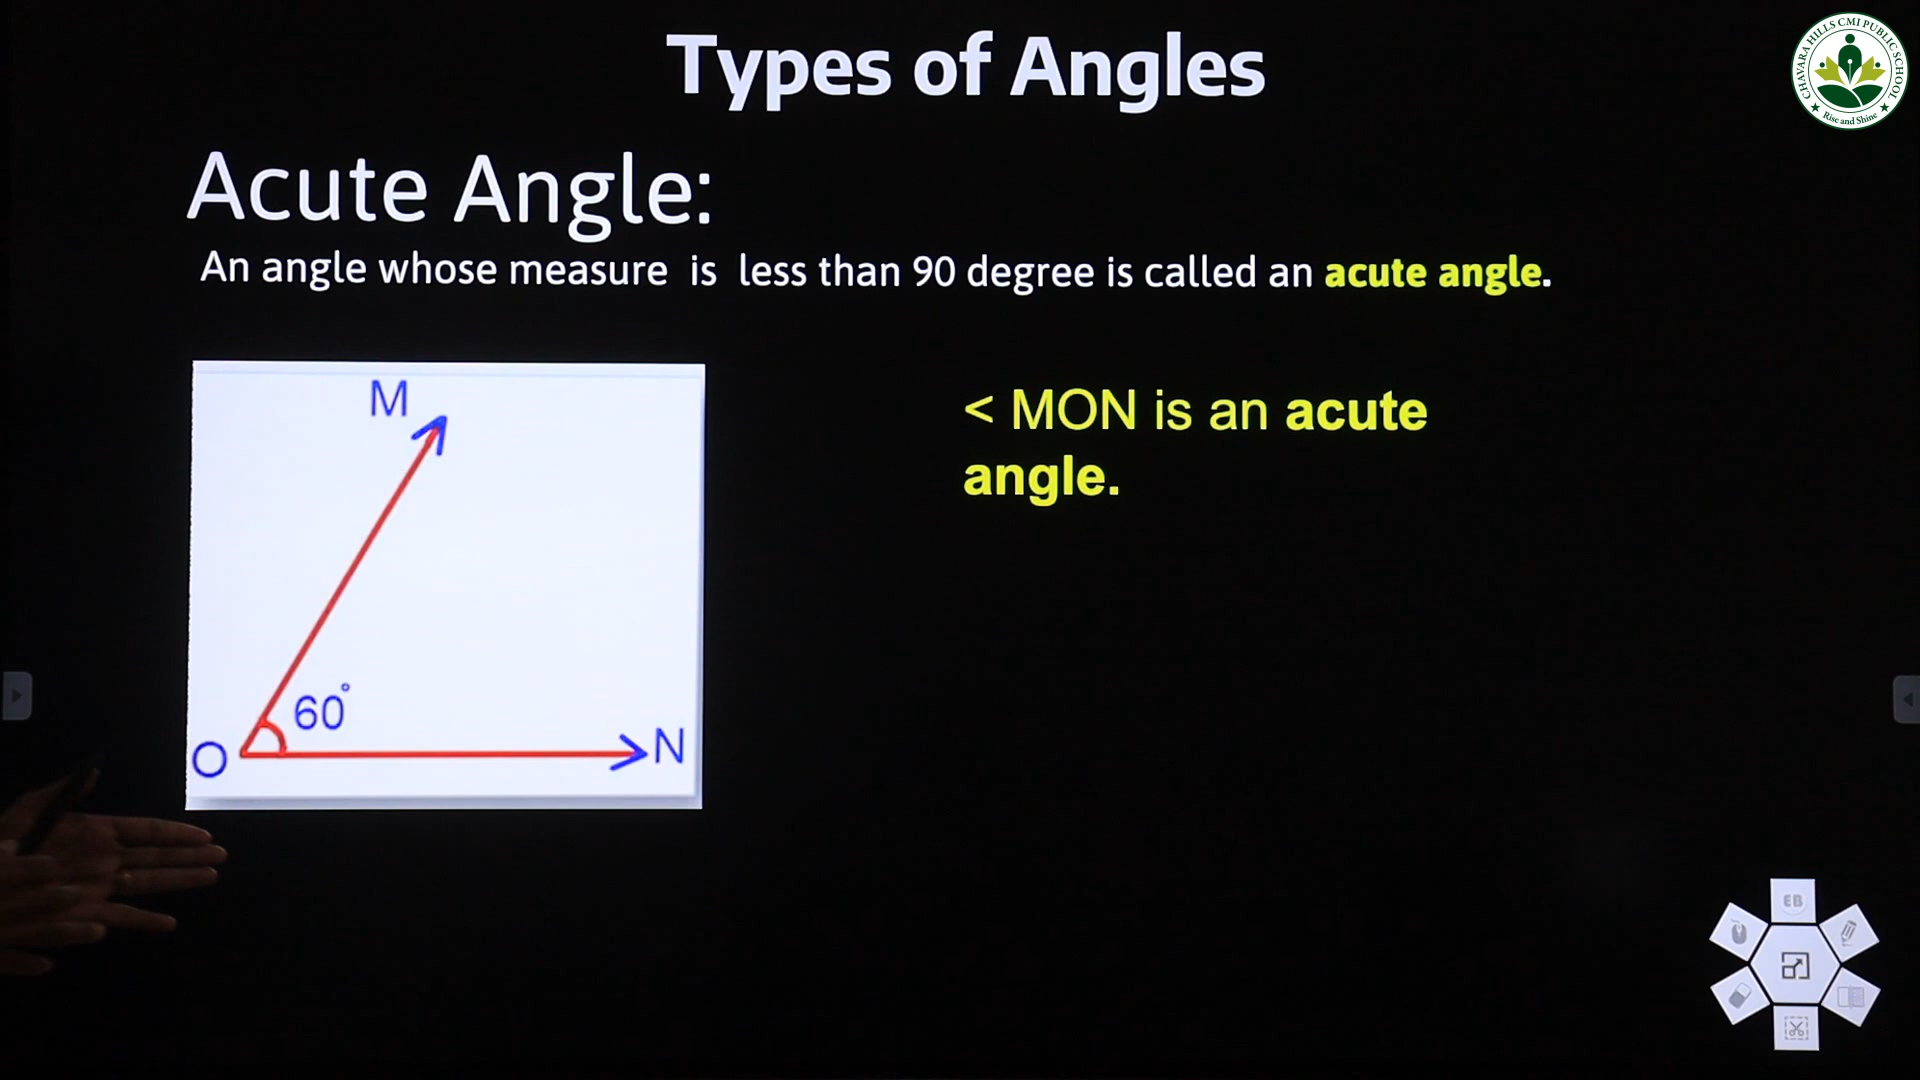 Types of Angles
CHAVARA HILLS CMI PUBLIC SCHOOL
Rise and Shine
Acute Angle:
An angle whose measure is less than 90 degree is called an acute angle.
M
< MON is an acute
angle.
60°
O
N
EB